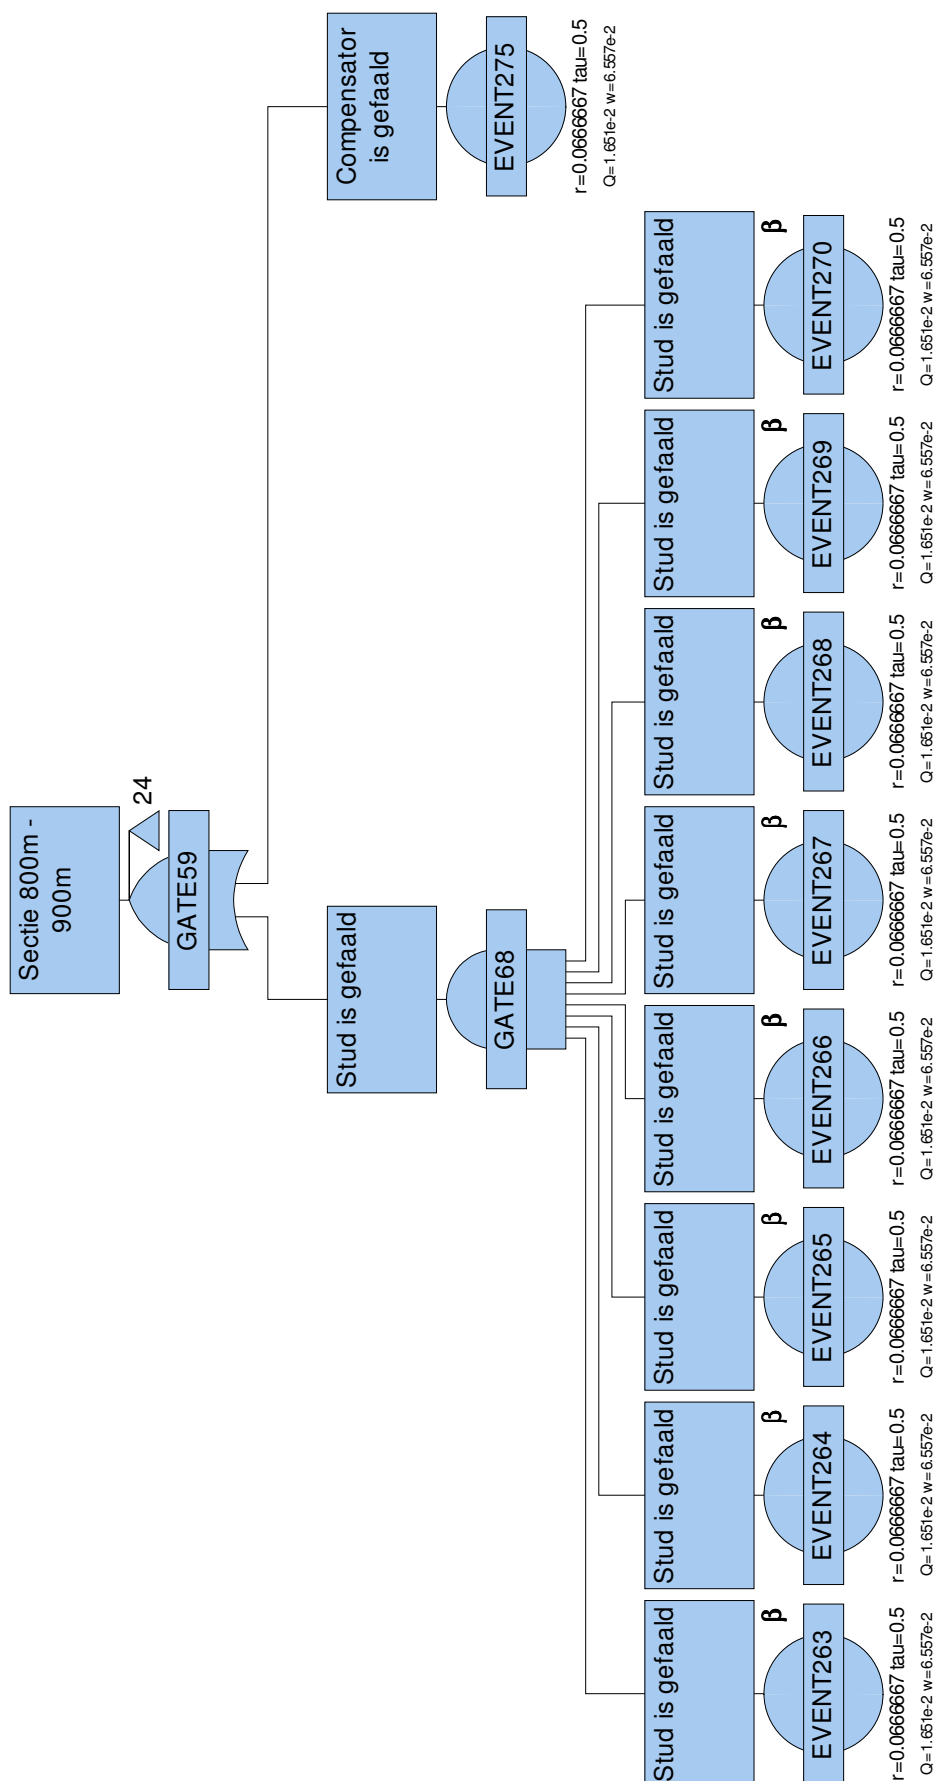 Sectie 800m -
900m
24
GATE59
Stud is gefaald
GATE68
Compensator
is gefaald
EVENT275
r=0.0666667 tau=0.5
Q=1.651e-2 w=6.557e-2
Stud is gefaald
β
EVENT263
r=0.0666667 tau=0.5
Q=1.651e-2 w=6.557e-2
Stud is gefaald
β
EVENT264
r=0.0666667 tau=0.5
Q=1.651e-2 w=6.557e-2
Stud is gefaald
β
EVENT265
r=0.0666667 tau=0.5
Q=1.651e-2 w=6.557e-2
Stud is gefaald
β
EVENT266
r=0.0666667 tau=0.5
Q=1.651e-2 w=6.557e-2
Stud is gefaald
β
EVENT267
r=0.0666667 tau=0.5
Q=1.651e-2 w=6.557e-2
Stud is gefaald
β
EVENT268
r=0.0666667 tau=0.5
Q=1.651e-2 w=6.557e-2
Stud is gefaald
β
EVENT269
r=0.0666667 tau=0.5
Q=1.651e-2 w=6.557e-2
Stud is gefaald
β
EVENT270
r=0.0666667 tau=0.5
Q=1.651e-2 w=6.557e-2